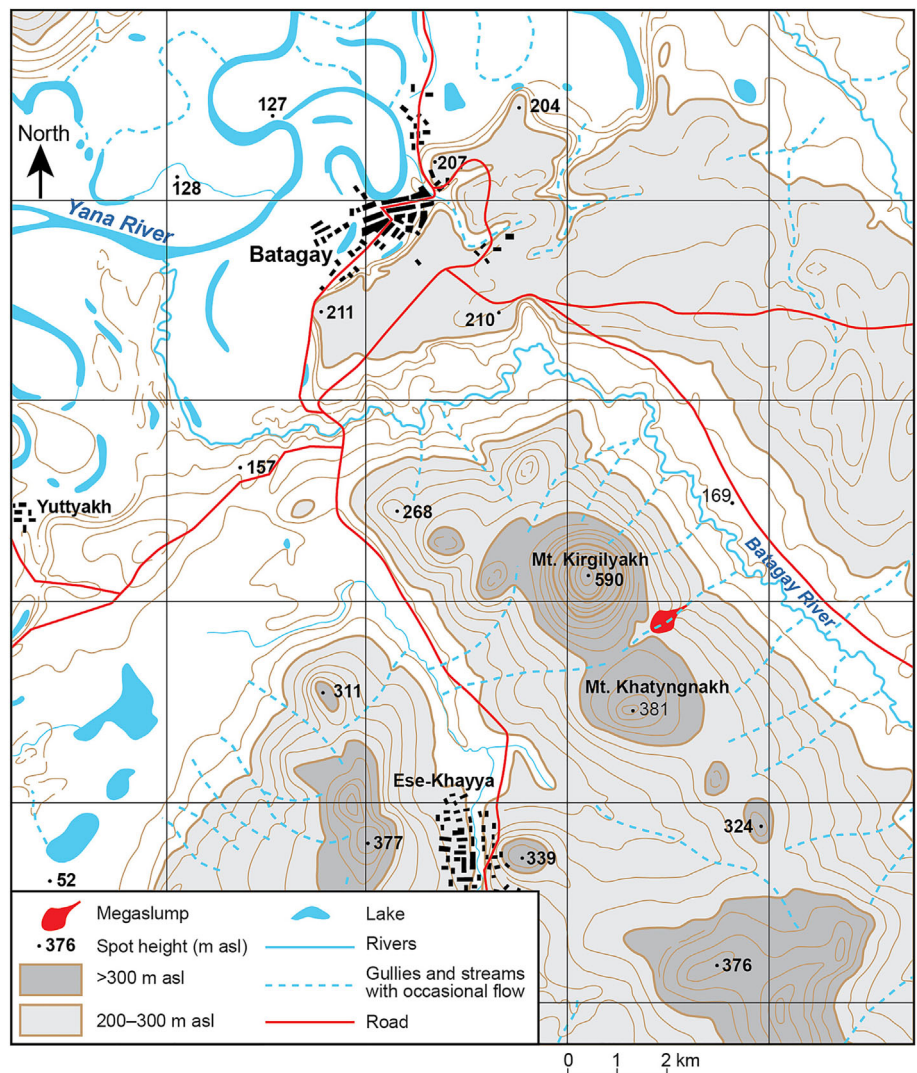 204
127
North
207
128
Yana River
Batagay
211
210
157
169
Yuttyakh
268
Mt. Kirgilyakh
590
Batagay River
Mt. Khatyngnakh
311
381
Ese-Khayya
324
377
339
52
376
Megaslump
Lake
376 Spot height (m asl)
Rivers
>300 m asl
Gullies and streams
with occasional flow
200–300 m asl
Road
0 1 2 km